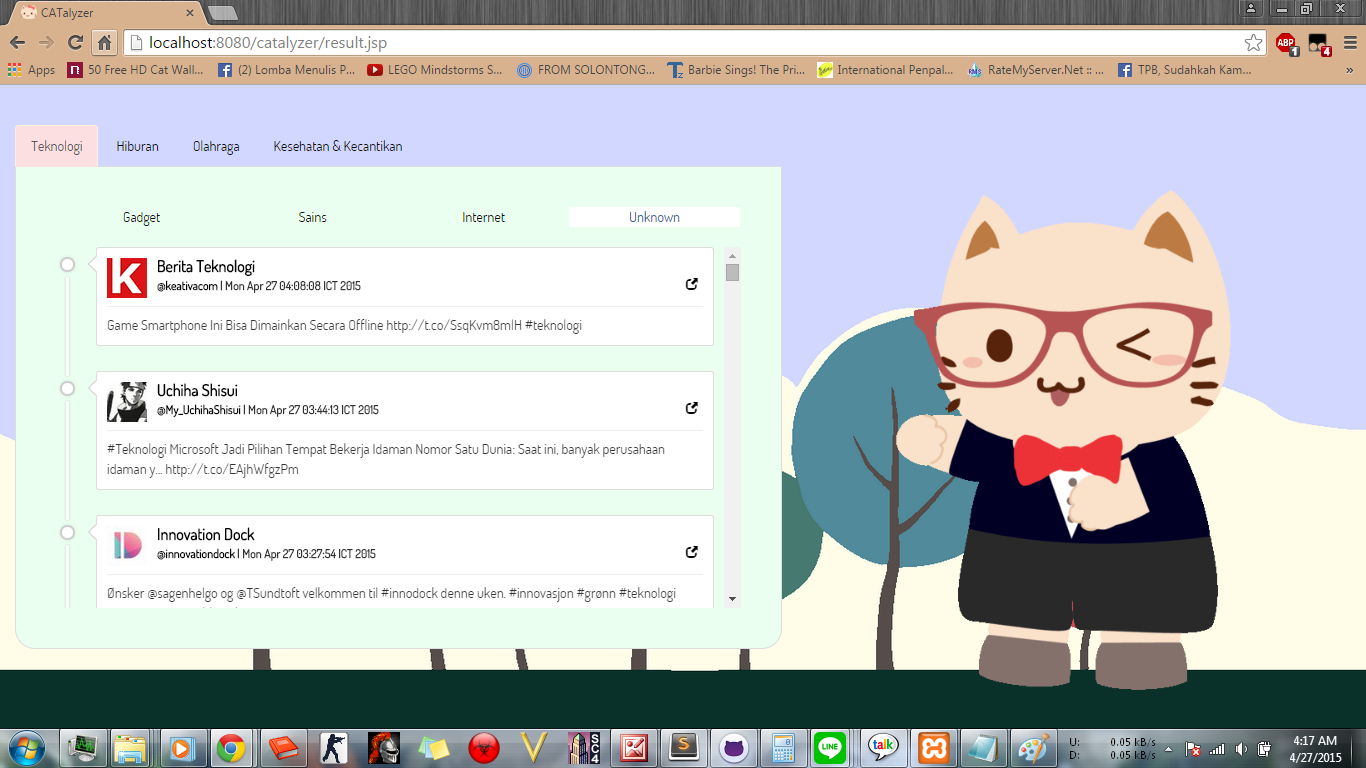 CATalyzer
localhost:8080/catalyzer/result.jsp
ABP 1 4
Apps 50 Free HD Cat Wall... (2) Lomba Menulis P... LEGO Mindstorms S... FROM SOLONTONG... Barbie Sings! The Pri... International Penpal... RateMyServer.Net :: ... TPB, Sudahkah Kam... »
Teknologi Hiburan Olahraga Kesehatan & Kecantikan
Gadget Sains Internet Unknown
K
Berita Teknologi
@keativacom | Mon Apr 27 04:08:08 ICT 2015
Game Smartphone Ini Bisa Dimainkan Secara Offline http://t.co/SsqKvm8mlH #teknologi
Uchiha Shisui
@My_UchihaShisui | Mon Apr 27 03:44:13 ICT 2015
#Teknologi Microsoft Jadi Pilihan Tempat Bekerja Idaman Nomor Satu Dunia: Saat ini, banyak perusahaan
idaman y... http://t.co/EAjhWfgzPm
Innovation Dock
@innovationdock | Mon Apr 27 03:27:54 ICT 2015
Ønsker @sagenhelgo og @TSundtoft velkommen til #innodock denne uken. #innovasjon #grønn #teknologi
SC4 S LINE talk
U: 0.05 kB/s
D: 0.05 kB/s
4:17 AM
4/27/2015